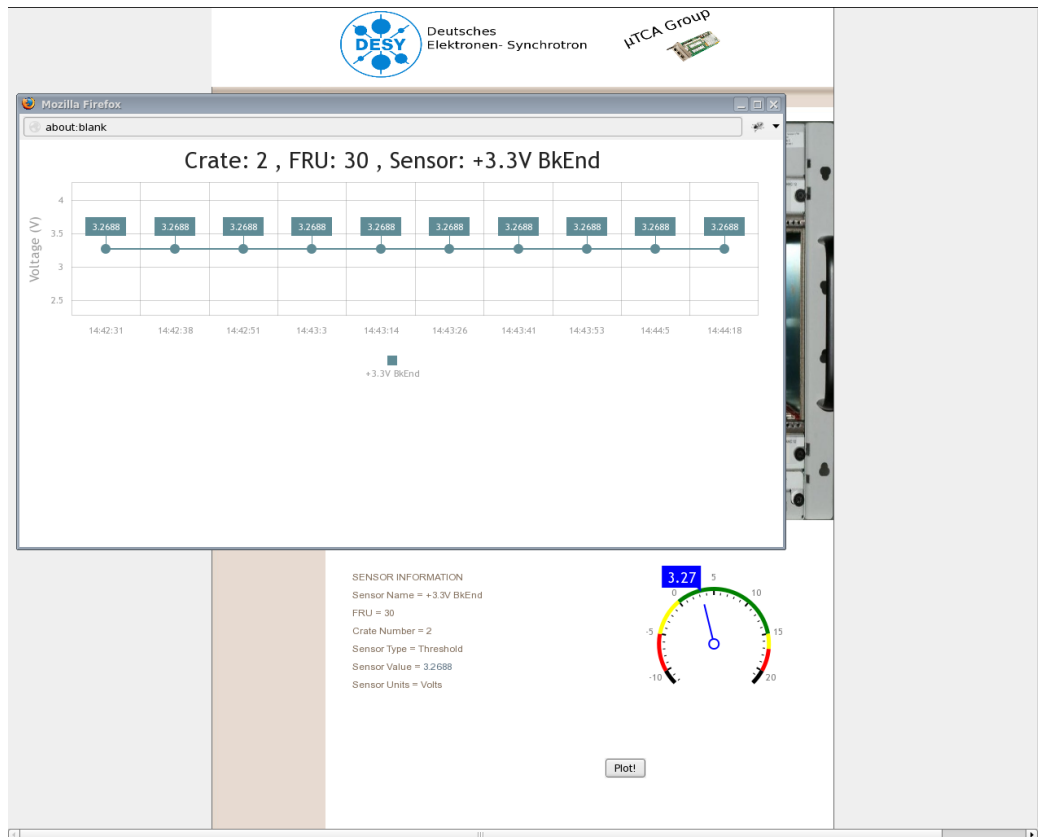 DESY
Deutsches
Elektronen- Synchrotron
µTCA Group
Mozilla Firefox
about:blank
Crate: 2 , FRU: 30 , Sensor: +3.3V BkEnd
Voltage (V)
4
3.5
3
2.5
3.2688 3.2688 3.2688 3.2688 3.2688 3.2688 3.2688 3.2688 3.2688 3.2688
14:42:31 14:42:38 14:42:51 14:43:3 14:43:14 14:43:26 14:43:41 14:43:53 14:44:5 14:44:18
+3.3V BkEnd
SENSOR INFORMATION
Sensor Name = +3.3V BkEnd
FRU = 30
Crate Number = 2
Sensor Type = Threshold
Sensor Value = 3.2688
Sensor Units = Volts
3.27
-10
-5
0
5
10
15
20
Plot!